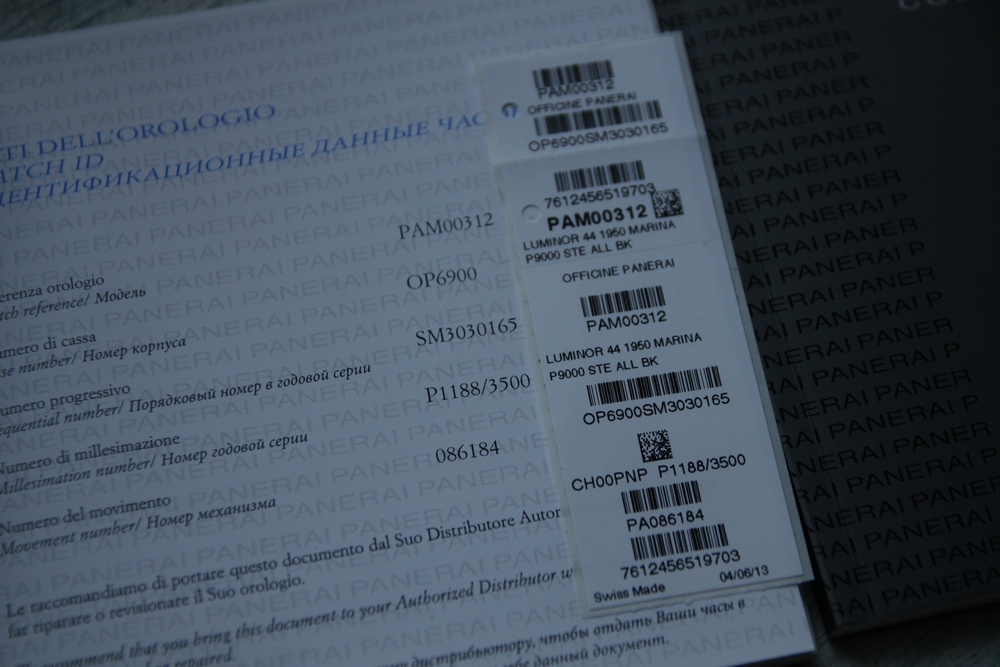 TI DELL'OROLOGIO
ATCH ID
ДЕНТИФИКАЦИОННЫЕ ДАННЫЕ ЧАС
PAM00312
erenza orologio
tch reference/ Модель
OP6900
mero di cassa
se number/ Номер корпуса
SM3030165
umero progressivo
equential number/ Порядковый номер в годовой серии
P1188/3500
Numero di millesimazione
Millesimation number/ Номер годовой серии
086184
Numero del movimento
Movement number/ Номер механизма
Le raccomandiamo di portare questo documento dal Suo Distributore Autor
far riparare o revisionare il Suo orologio.
recommend that you bring this document to your Authorized Distributor w
repaired.
дистрибьютору, чтобы отдать Ваши часы в
данный документ.
PAM00312
OFFICINE PANERAI
OP6900SM3030165
7612456519703
PAM00312
LUMINOR 44 1950 MARINA
P9000 STE ALL BK
OFFICINE PANERAI
PAM00312
LUMINOR 44 1950 MARINA
P9000 STE ALL BK
OP6900SM3030165
CH00PNP P1188/3500
PA086184
7612456519703
Swiss Made 04/06/13